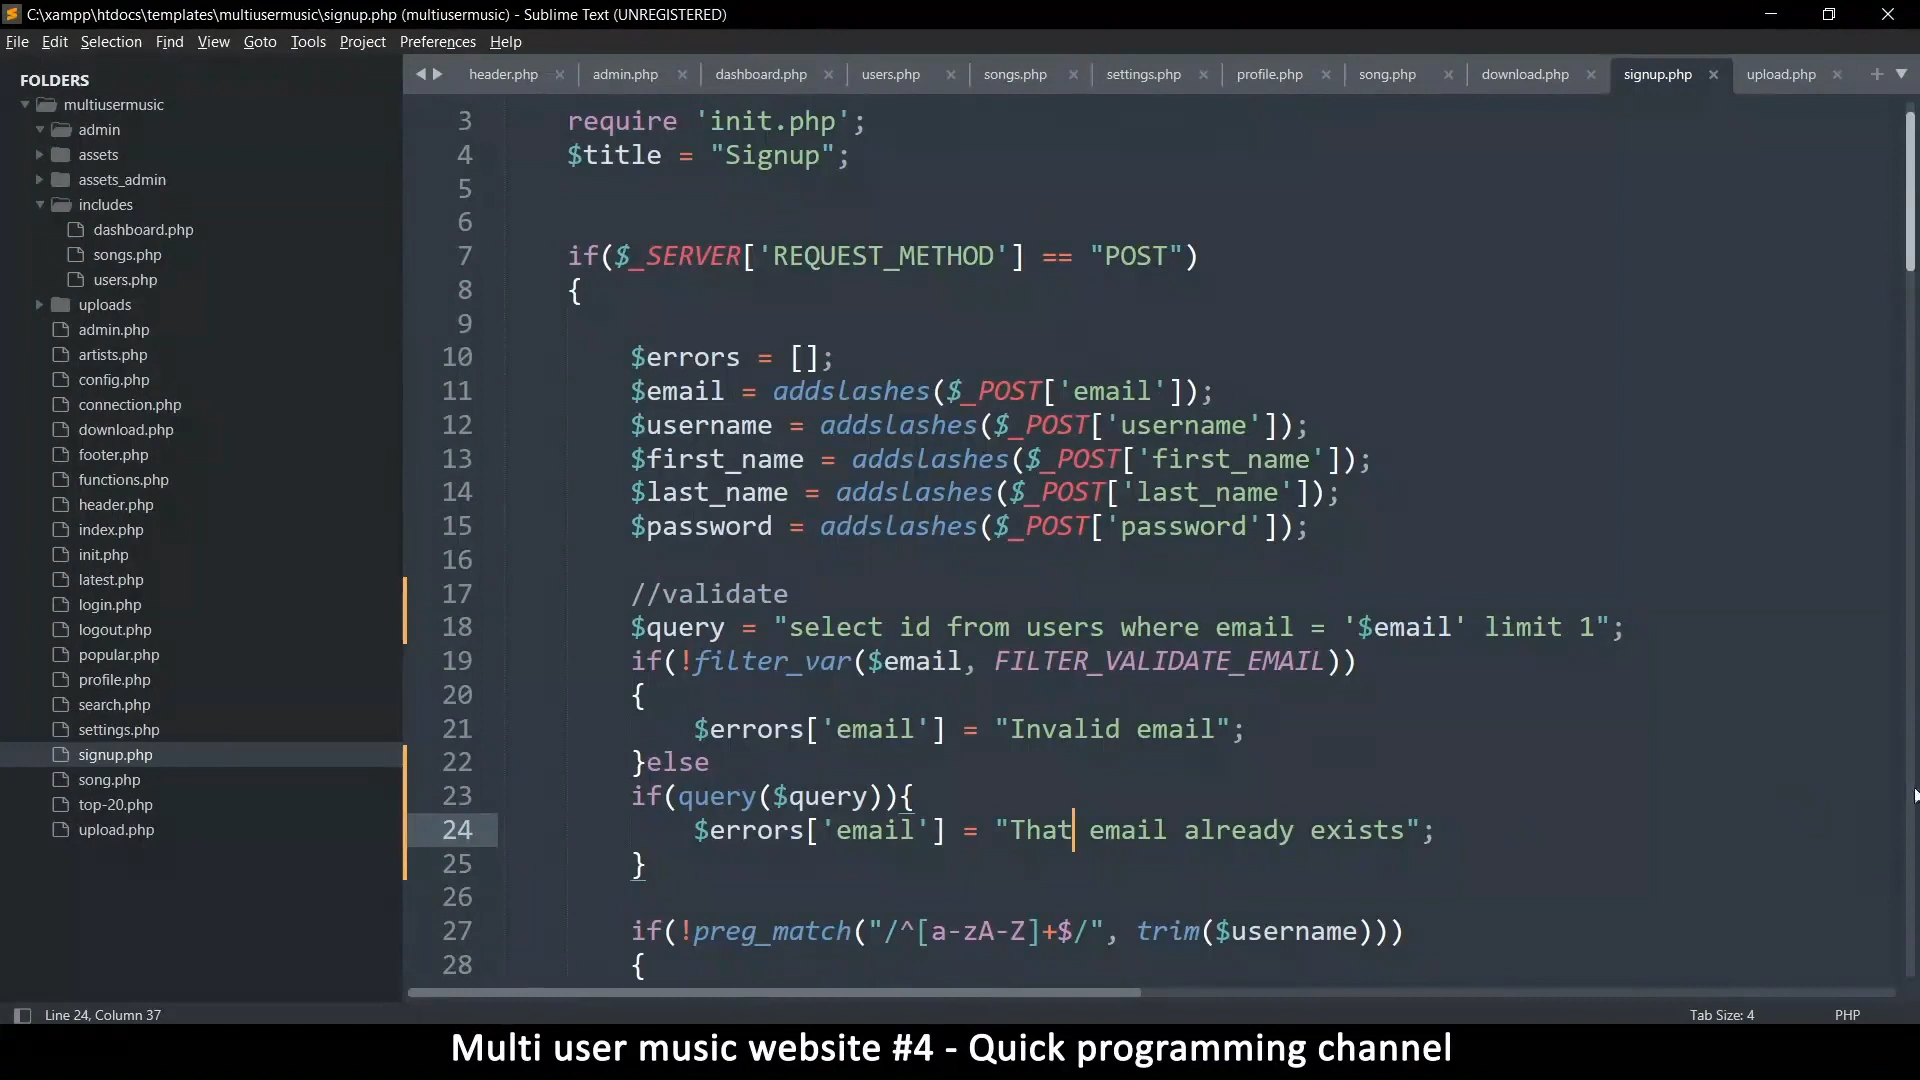 C:\xampp\htdocs\templates\multiusermusic\signup.php (multiusermusic) - Sublime Text (UNREGISTERED)
File Edit Selection Find View Goto Tools Project Preferences Help
FOLDERS
multiusermusic
admin
assets
assets_admin
includes
dashboard.php
songs.php
users.php
uploads
admin.php
artists.php
config.php
connection.php
download.php
footer.php
functions.php
header.php
index.php
init.php
latest.php
login.php
logout.php
popular.php
profile.php
search.php
settings.php
signup.php
song.php
top-20.php
upload.php
header.php admin.php dashboard.php users.php songs.php settings.php profile.php song.php download.php signup.php upload.php
3 require 'init.php';
4 $title = "Signup";
5
6
7 if($_SERVER['REQUEST_METHOD'] == "POST")
8 {
9
10 $errors = [];
11 $email = addslashes($_POST['email']);
12 $username = addslashes($_POST['username']);
13 $first_name = addslashes($_POST['first_name']);
14 $last_name = addslashes($_POST['last_name']);
15 $password = addslashes($_POST['password']);
16
17 //validate
18 $query = "select id from users where email = '$email' limit 1";
19 if(!filter_var($email, FILTER_VALIDATE_EMAIL))
20 {
21 $errors['email'] = "Invalid email";
22 }else
23 if(query($query)){
24 $errors['email'] = "That email already exists";
25 }
26
27 if(!preg_match("/^[a-zA-Z]+$/", trim($username)))
28 {
Line 24, Column 37
Tab Size: 4
PHP
Multi user music website #4 - Quick programming channel